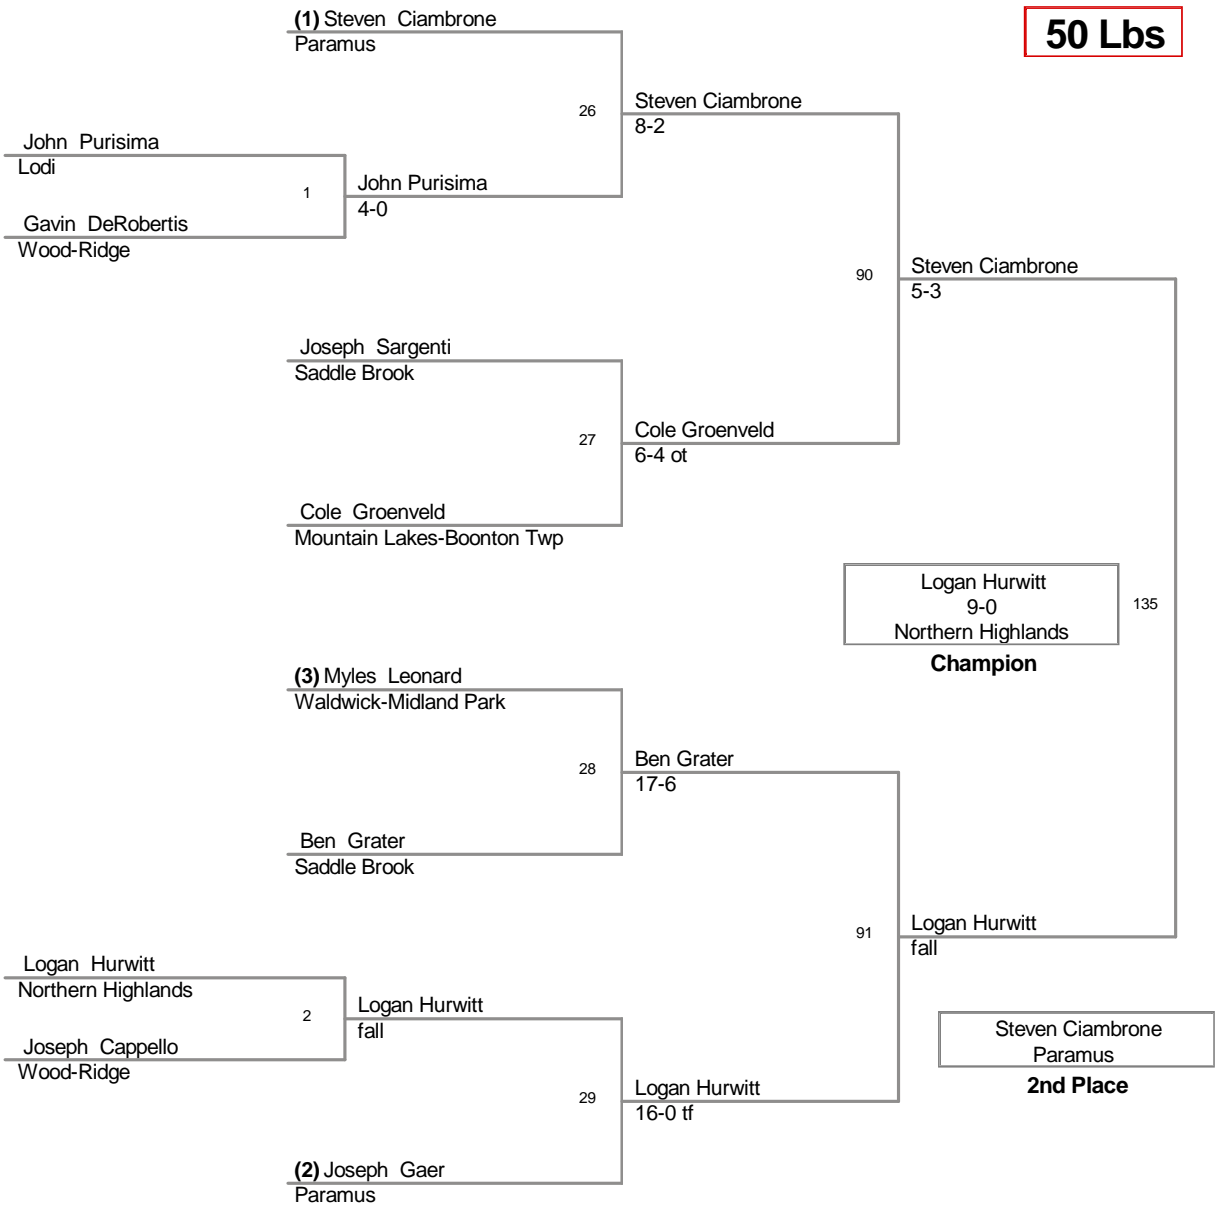 (1) Steven Ciambrone
Paramus
50 Lbs
26
Steven Ciambrone
8-2
John Purisima
Lodi
1
John Purisima
4-0
Gavin DeRobertis
Wood-Ridge
90
Steven Ciambrone
5-3
Joseph Sargenti
Saddle Brook
27
Cole Groenveld
6-4 ot
Cole Groenveld
Mountain Lakes-Boonton Twp
Logan Hurwitt
9-0
Northern Highlands
135
Champion
(3) Myles Leonard
Waldwick-Midland Park
28
Ben Grater
17-6
Ben Grater
Saddle Brook
91
Logan Hurwitt
fall
Logan Hurwitt
Northern Highlands
2
Logan Hurwitt
fall
Joseph Cappello
Wood-Ridge
Steven Ciambrone
Paramus
2nd Place
29
Logan Hurwitt
16-0 tf
(2) Joseph Gaer
Paramus